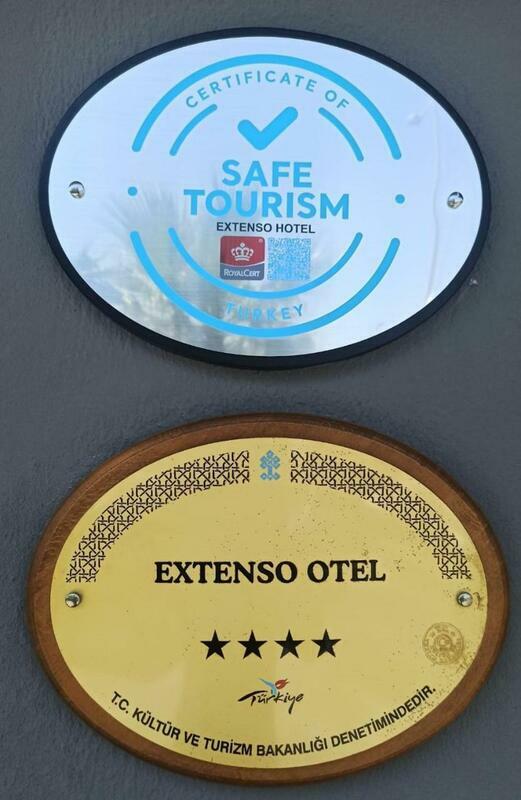 CERTIFICATE OF
SAFE
TOURISM
EXTENSO HOTEL
ROYALCERT
TURKEY
EXTENSO OTEL
Türkiye
T.C. KÜLTÜR VE TURİZM BAKANLIĞI DENETİMİNDEDİR.